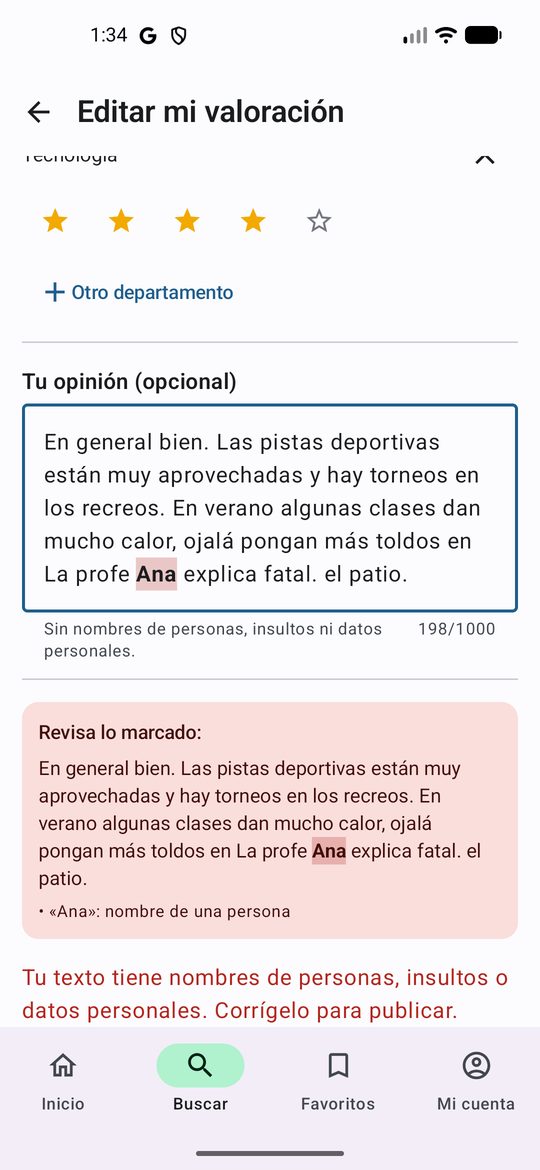 1:34
Editar mi valoración
Tecnología
Otro departamento
Tu opinión (opcional)
En general bien. Las pistas deportivas
están muy aprovechadas y hay torneos en
los recreos. En verano algunas clases dan
mucho calor, ojalá pongan más toldos en
La profe Ana explica fatal. el patio.
Sin nombres de personas, insultos ni datos
personales.
198/1000
Revisa lo marcado:
En general bien. Las pistas deportivas están muy
aprovechadas y hay torneos en los recreos. En
verano algunas clases dan mucho calor, ojalá
pongan más toldos en La profe Ana explica fatal. el
patio.
• «Ana»: nombre de una persona
Tu texto tiene nombres de personas, insultos o
datos personales. Corrígelo para publicar.
Inicio
Buscar
Favoritos
Mi cuenta